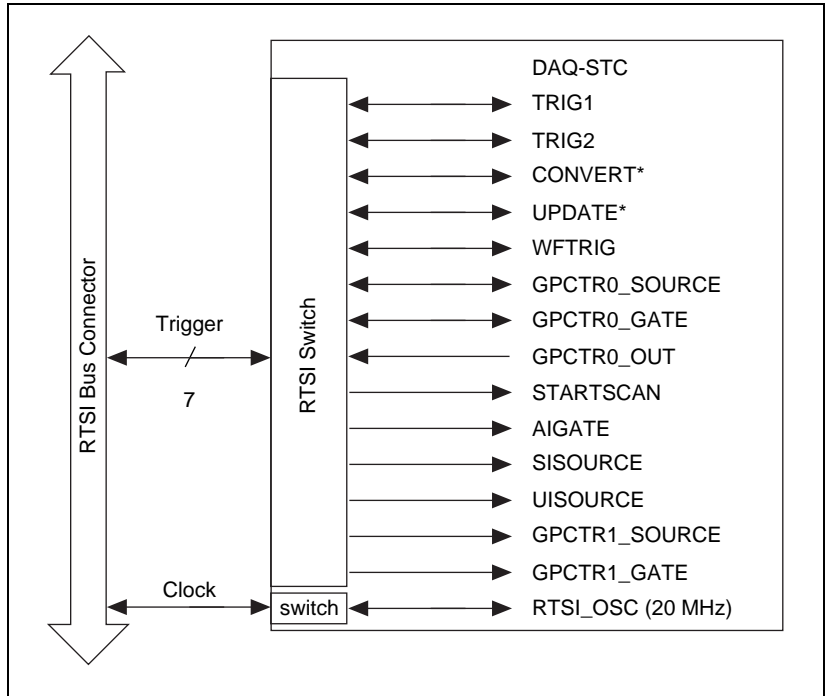 DAQ-STC
TRIG1
TRIG2
CONVERT*
UPDATE*
WFTRIG
GPCTR0_SOURCE
GPCTR0_GATE
GPCTR0_OUT
STARTSCAN
AIGATE
SISOURCE
UISOURCE
GPCTR1_SOURCE
GPCTR1_GATE
RTSI_OSC (20 MHz)
RTSI Bus Connector
Trigger
7
RTSI Switch
Clock
switch